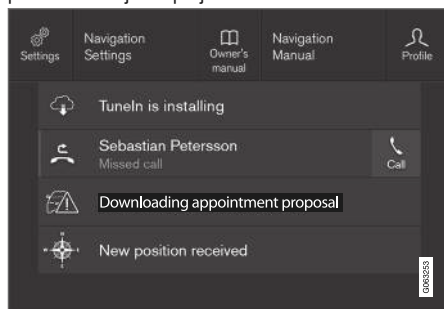 Settings
Navigation
Settings
Owner's
manual
Navigation
Manual
Profile
TuneIn is installing
Sebastian Petersson
Missed call
Call
Downloading appointment proposal
New position received
G063253